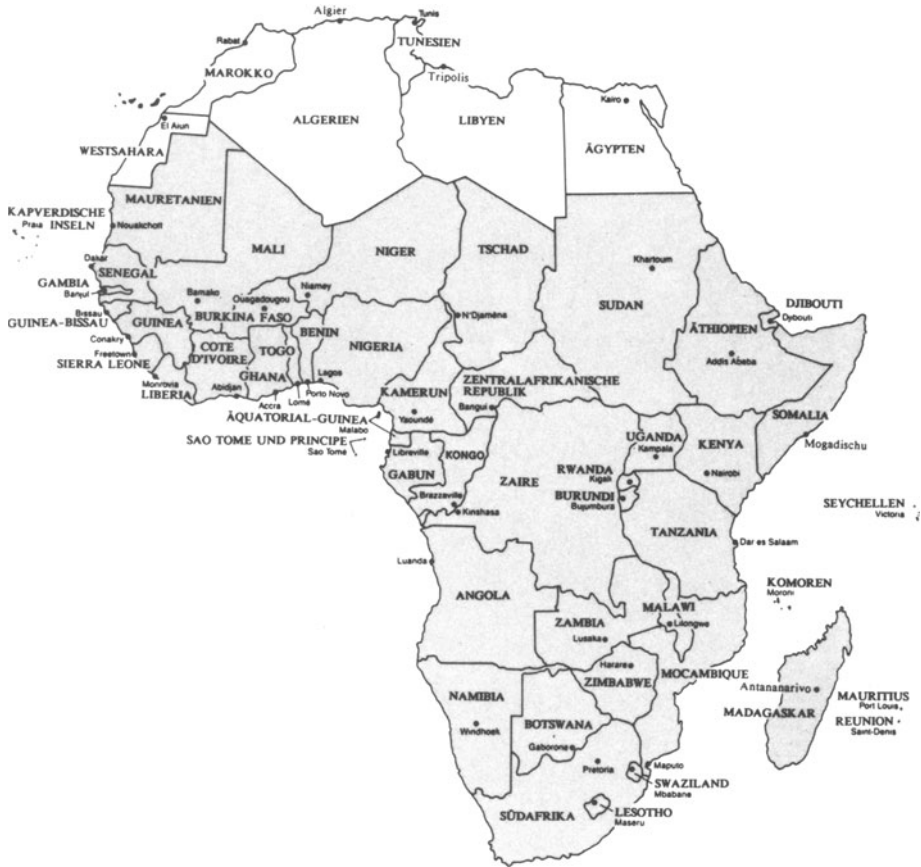 Algier
Tunis
TUNESIEN
Rabat
MAROKKO
Tripolis
El Aiun
ALGERIEN
LIBYEN
Kairo
ÄGYPTEN
WESTSAHARA
MAURETANIEN
KAPVERDISCHE
Praia INSELN
Nouakchott
MALI
NIGER
TSCHAD
Khartoum
SUDAN
Dakar
SENEGAL
GAMBIA
Banjul
Bamako
Ouagadougou
Niamey
BURKINA FASO
N'Djaména
DJIBOUTI
Djybouti
ÄTHIOPIEN
Addis Ababa
Bissau
GUINEA-BISSAU
GUINEA
Conakry
Freetown
SIERRA LEONE
COTE
D'IVOIRE
TOGO
BENIN
NIGERIA
GHANA
Monrovia
LIBERIA
Abidjan
Accra
Lomé
Porto Novo
Lagos
KAMERUN
Yaoundé
ZENTRALAFRIKANISCHE
REPUBLIK
Bangui
SOMALIA
Mogadischu
ÄQUATORIAL-GUINEA
Malabo
SAO TOME UND PRINCIPE
Sao Tome
Libreville
GABUN
KONGO
Brazzaville
Kinshasa
ZAIRE
UGANDA
Kampala
KENYA
Nairobi
RWANDA
Kigali
BURUNDI
Bujumbura
TANZANIA
Dar es Salaam
SEYCHELLEN
Victoria
Luanda
ANGOLA
KOMOREN
Moroni
MALAWI
Lilongwe
ZAMBIA
Lusaka
Harare
ZIMBABWE
MOCAMBIQUE
NAMIBIA
Windhoek
BOTSWANA
Gaborone
Antananarivo
MADAGASKAR
MAURITIUS
Port Louis
REUNION
Saint-Denis
Pretoria
Maputo
SWAZILAND
Mbabane
SÜDAFRIKA
LESOTHO
Maseru